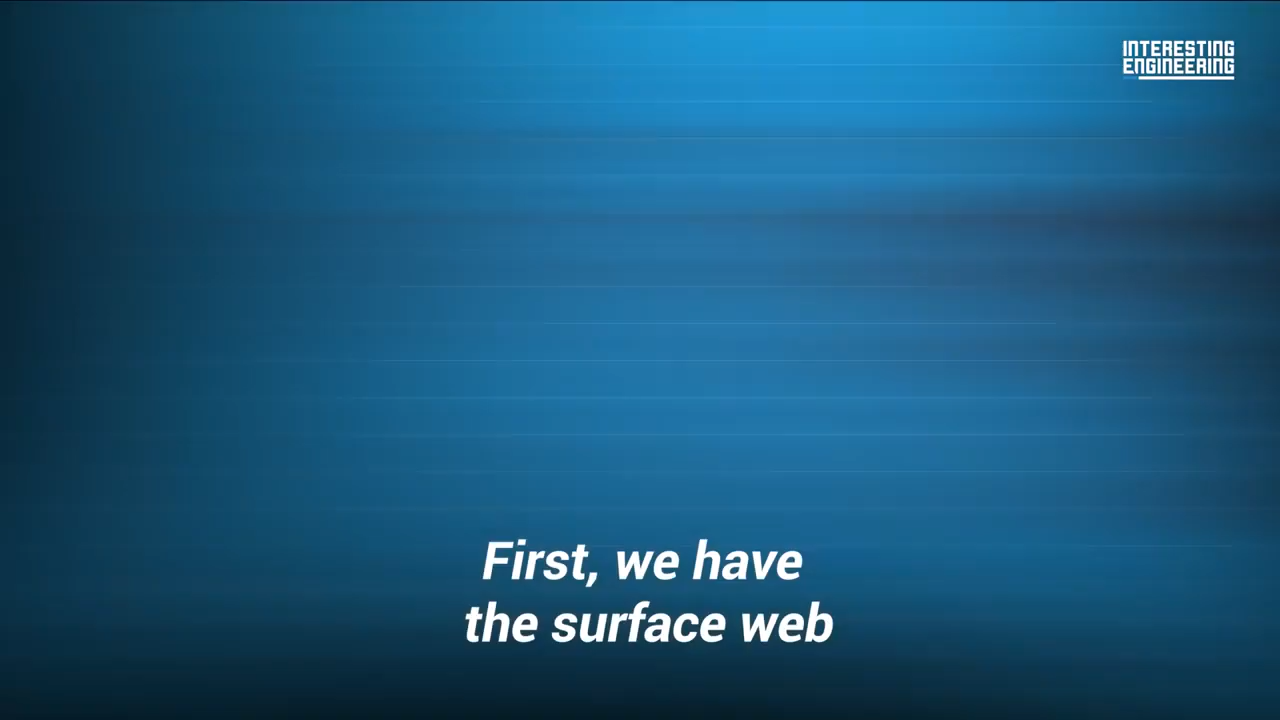 INTERESTING
ENGINEERING
First, we have
the surface web